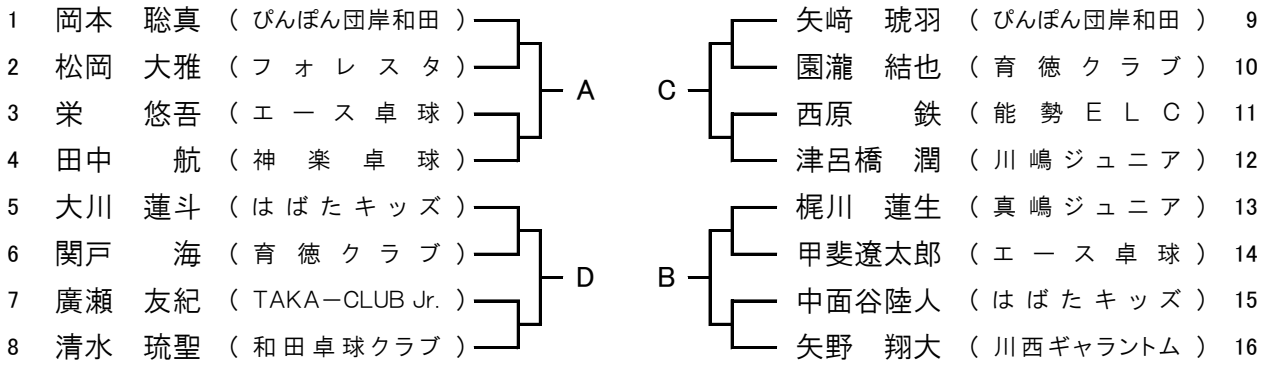 1 岡本 聡真 ( ぴんぽん団岸和田 )
2 松岡 大雅 ( フォレスタ )
A
3 栄 悠吾 ( エース卓球 )
4 田中 航 ( 神楽卓球 )
5 大川 蓮斗 ( はばたキッズ )
6 関戸 海 ( 育徳クラブ )
D
7 廣瀬 友紀 ( TAKA−CLUB Jr. )
8 清水 琉聖 ( 和田卓球クラブ )
矢﨑 琥羽 ( ぴんぽん団岸和田 ) 9
園瀧 結也 ( 育徳クラブ ) 10
C
西原 鉄 ( 能勢ELC ) 11
津呂橋 潤 ( 川嶋ジュニア ) 12
梶川 蓮生 ( 真嶋ジュニア ) 13
甲斐遼太郎 ( エース卓球 ) 14
B
中面谷陸人 ( はばたキッズ ) 15
矢野 翔大 ( 川西ギャラントム ) 16